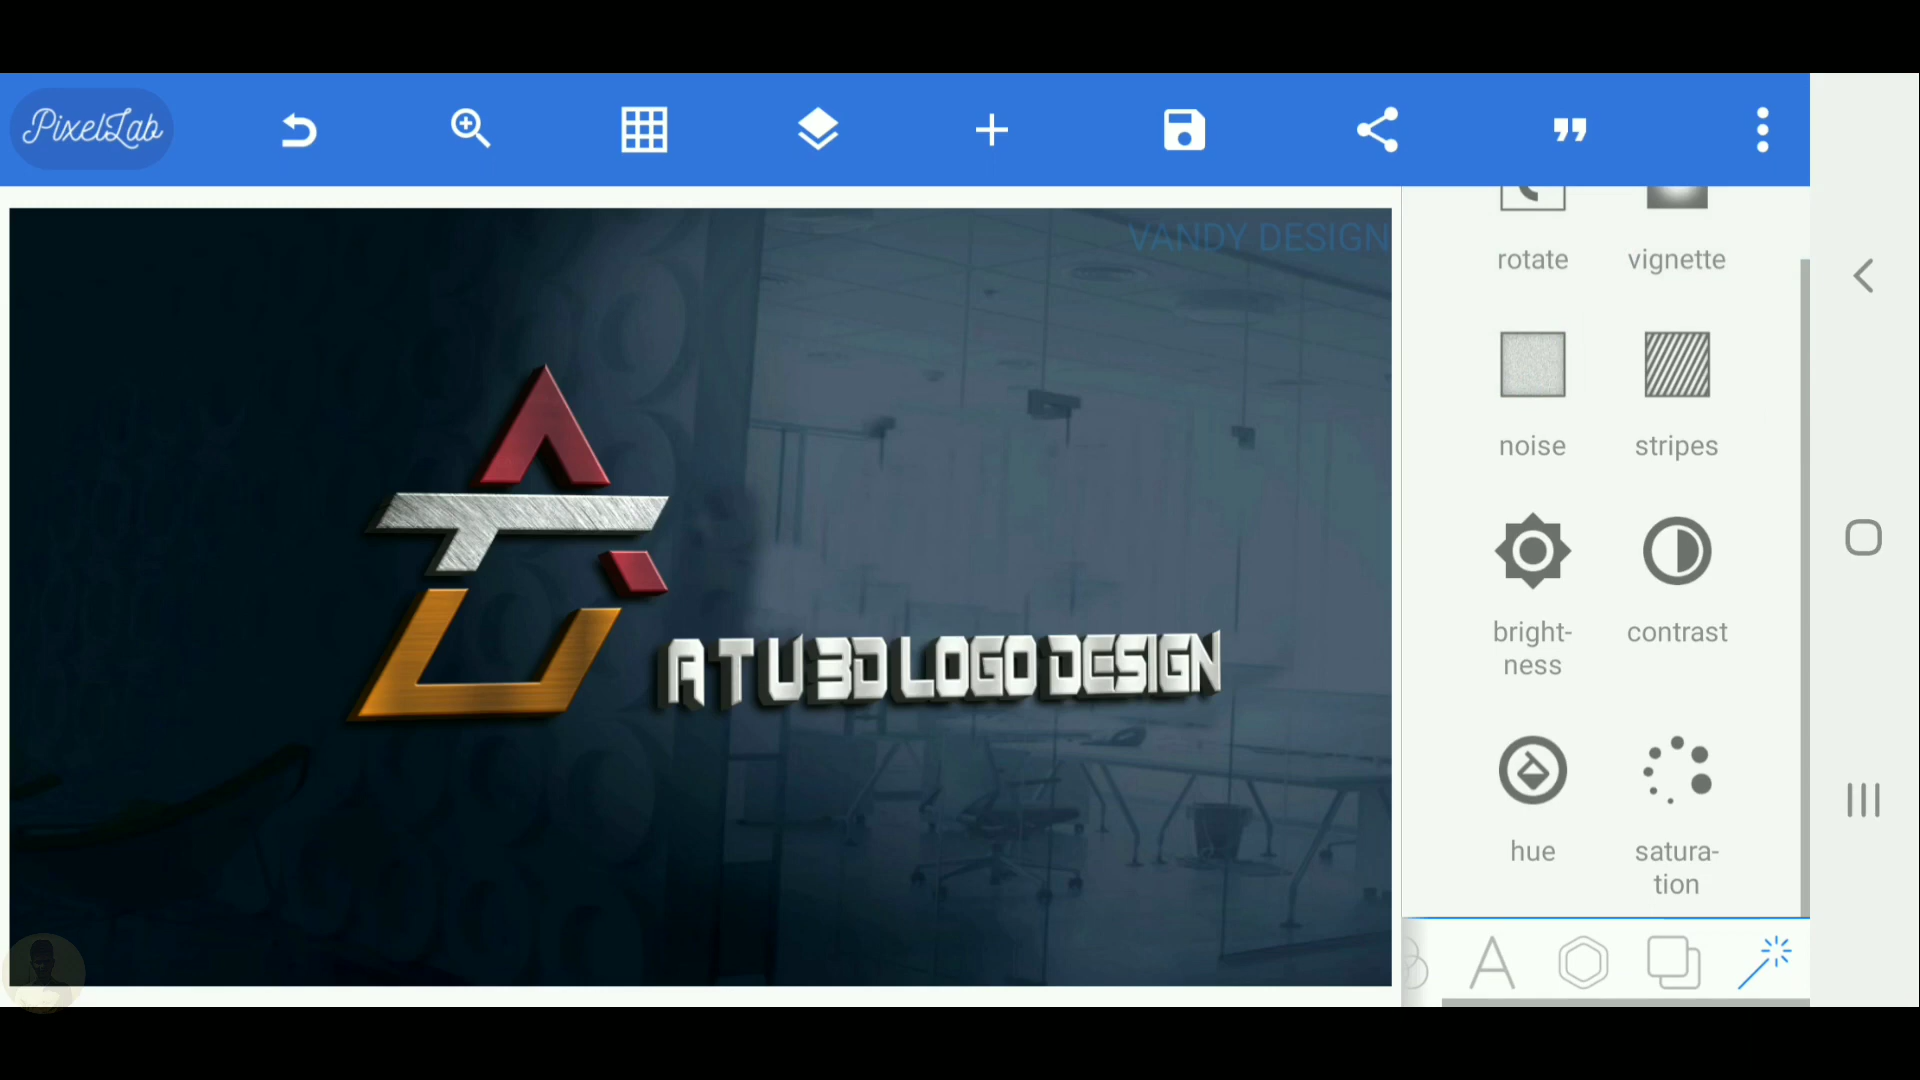 PixelLab
VANDY DESIGN
rotate
vignette
noise
stripes
A T U 3D LOGO DESIGN
bright-
ness
contrast
hue
satura-
tion